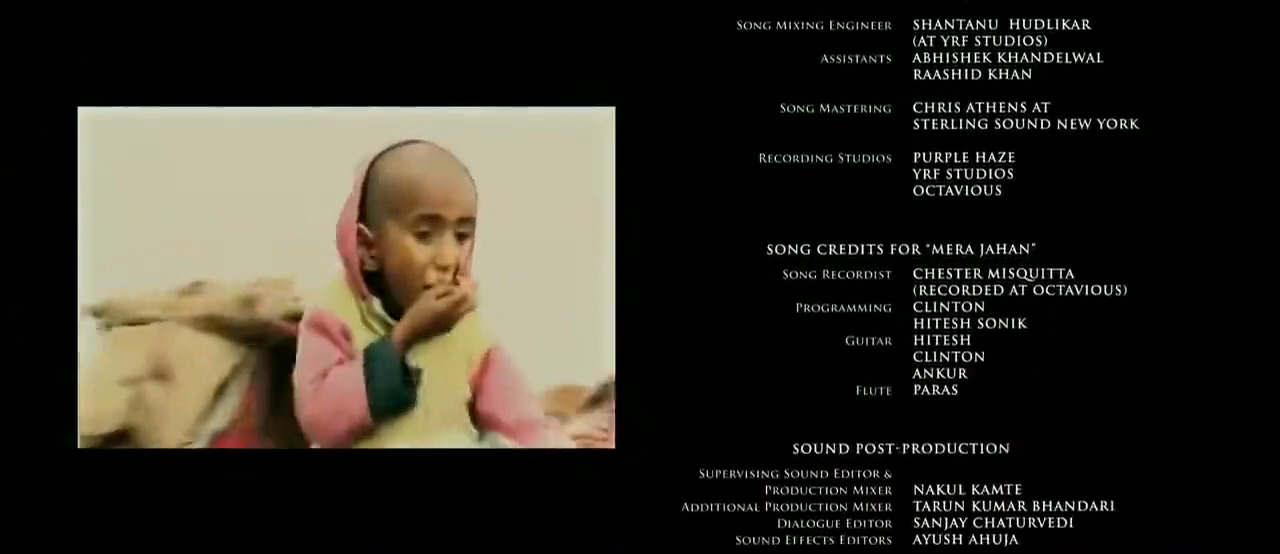 SONG MIXING ENGINEER SHANTANU HUDLIKAR
(AT YRF STUDIOS)
ASSISTANTS ABHISHEK KHANDELWAL
RAASHID KHAN
SONG MASTERING CHRIS ATHENS AT
STERLING SOUND NEW YORK
RECORDING STUDIOS PURPLE HAZE
YRF STUDIOS
OCTAVIOUS
SONG CREDITS FOR "MERA JAHAN"
SONG RECORDIST CHESTER MISQUITTA
(RECORDED AT OCTAVIOUS)
PROGRAMMING CLINTON
HITESH SONIK
GUITAR HITESH
CLINTON
ANKUR
FLUTE PARAS
SOUND POST-PRODUCTION
SUPERVISING SOUND EDITOR &
PRODUCTION MIXER NAKUL KAMTE
ADDITIONAL PRODUCTION MIXER TARUN KUMAR BHANDARI
DIALOGUE EDITOR SANJAY CHATURVEDI
SOUND EFFECTS EDITORS AYUSH AHUJA